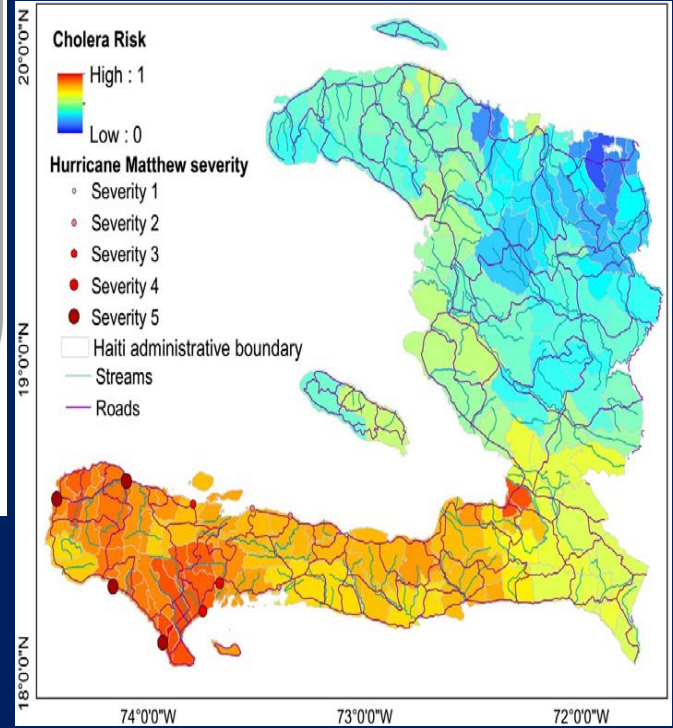 Cholera Risk
High : 1
Low : 0
Hurricane Matthew severity
Severity 1
Severity 2
Severity 3
Severity 4
Severity 5
Haiti administrative boundary
Streams
Roads
20°0'0"N
19°0'0"N
18°0'0"N
74°0'0"W
73°0'0"W
72°0'0"W